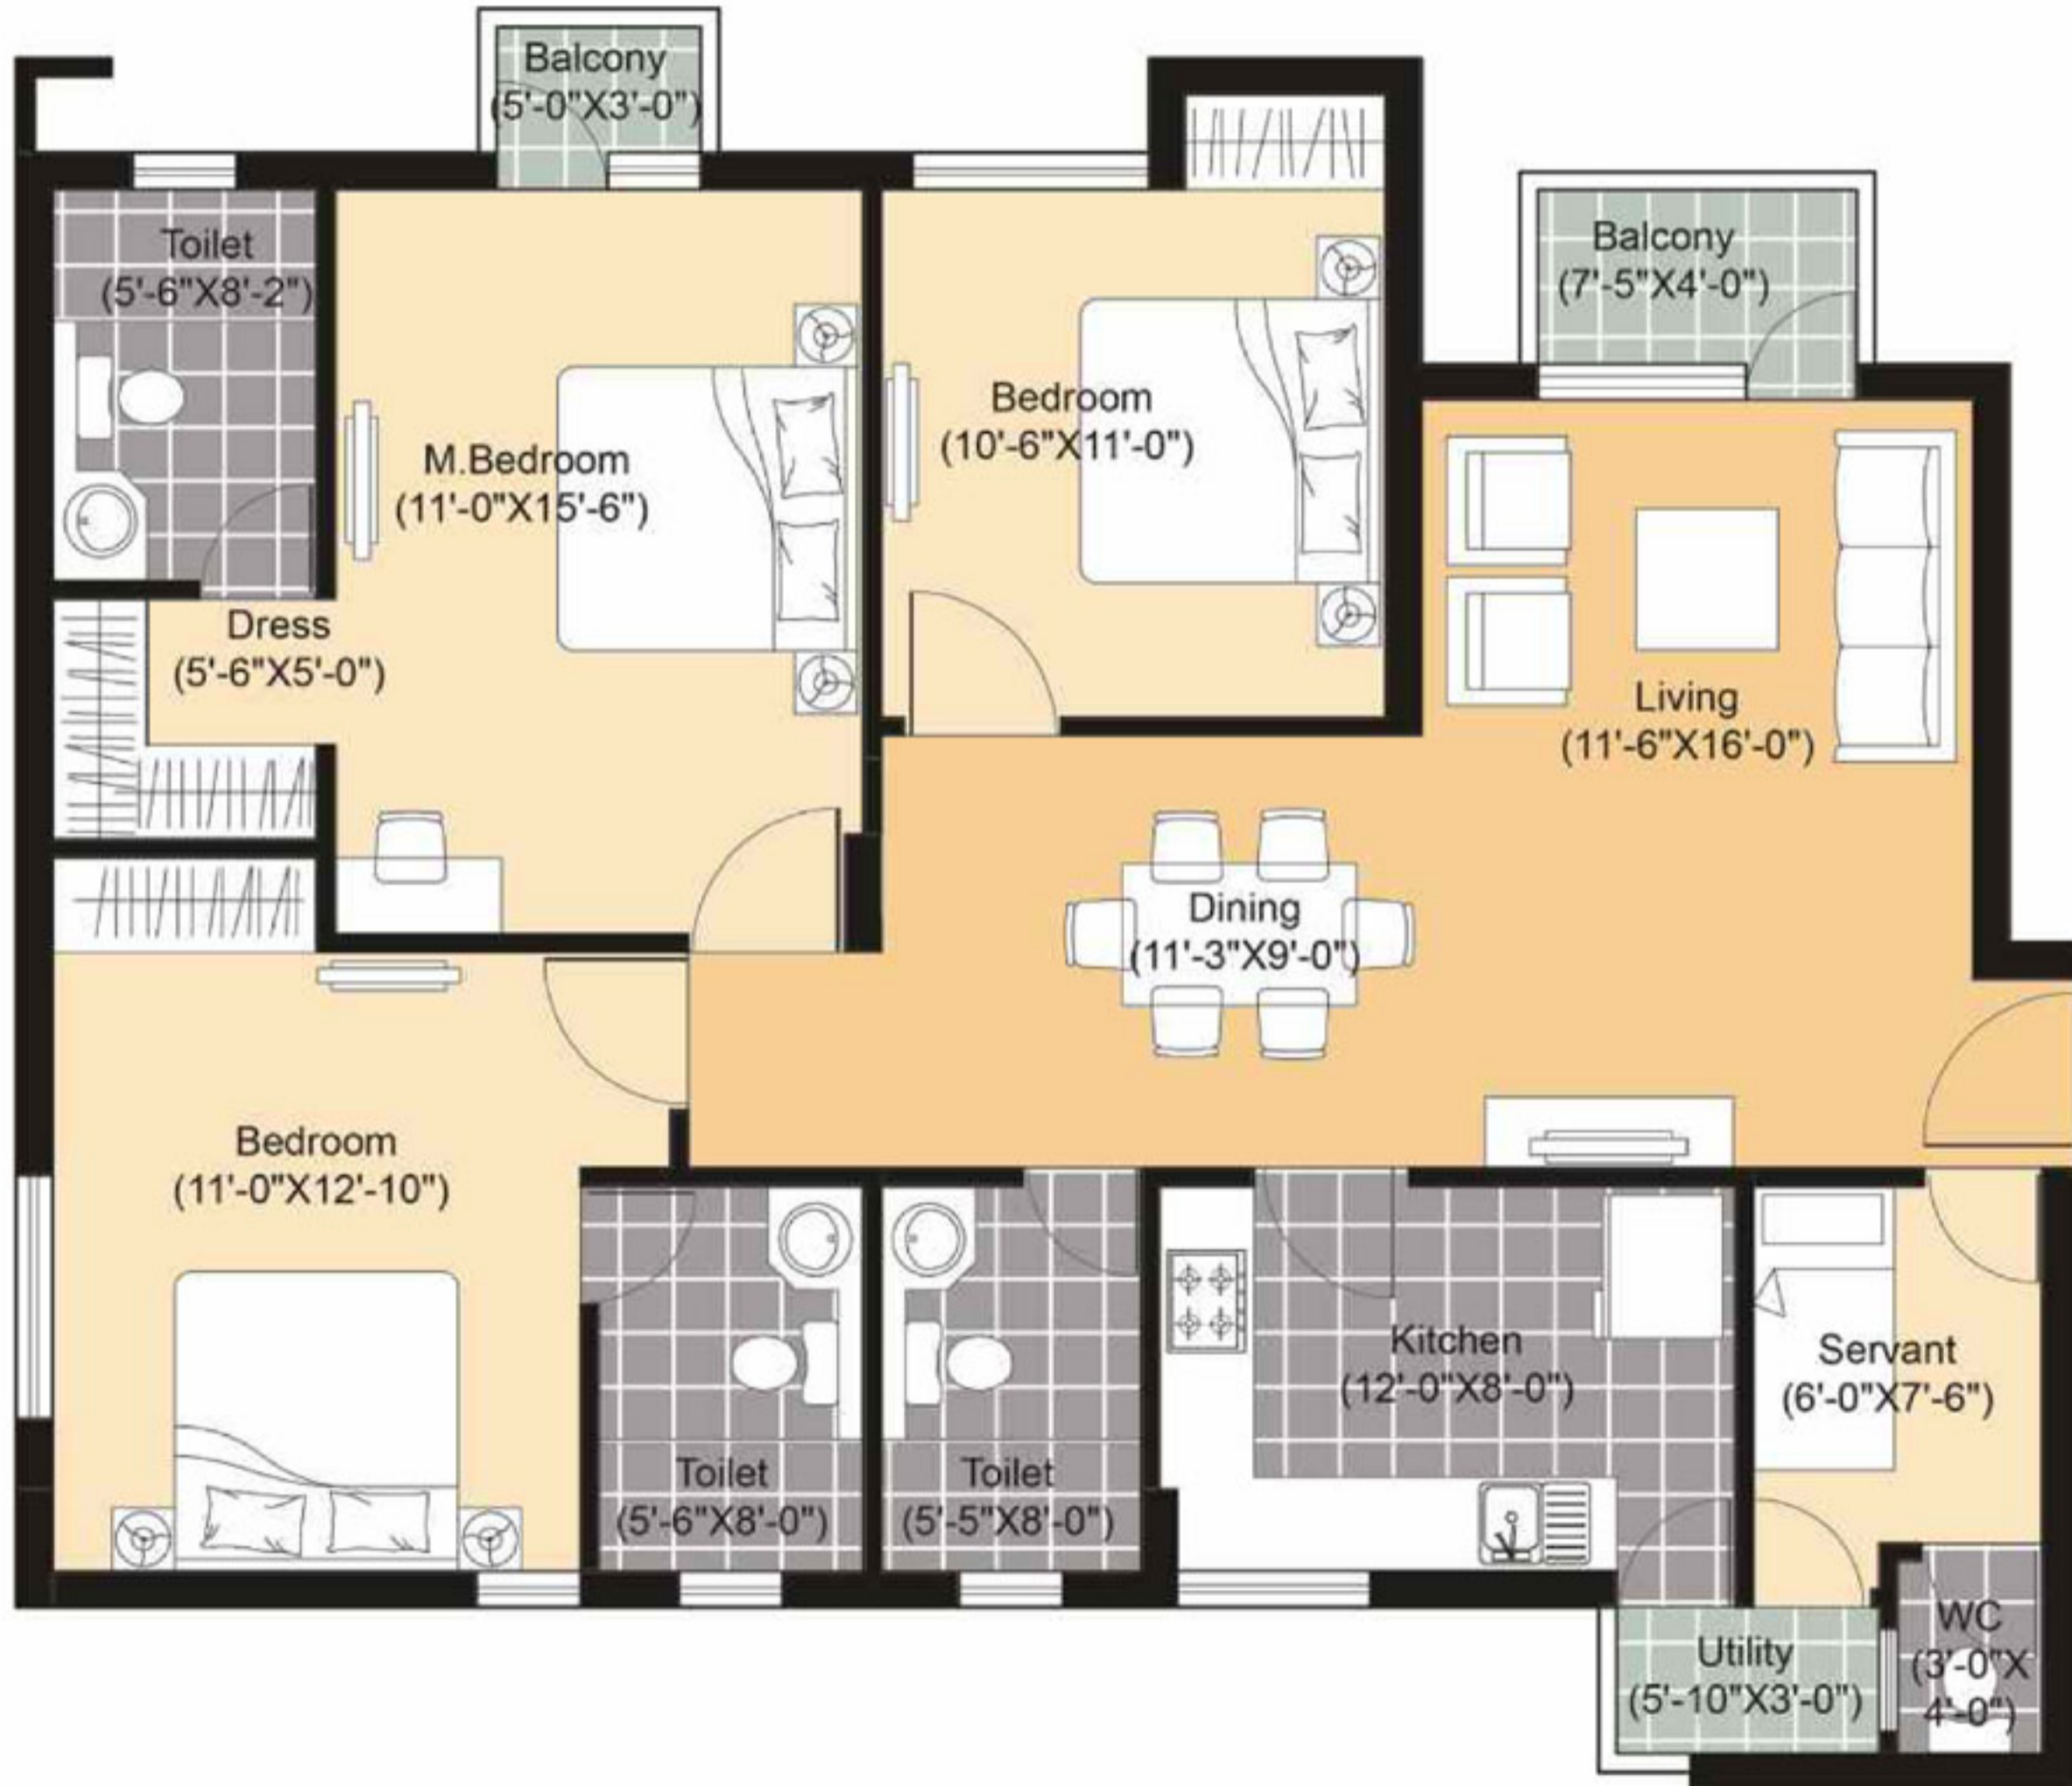 Balcony
(5'-0"X3'-0")
Toilet
(5'-6"X8'-2")
Balcony
(7'-5"X4'-0")
M.Bedroom
(11'-0"X15'-6")
Bedroom
(10'-6"X11'-0")
Dress
(5'-6"X5'-0")
Living
(11'-6"X16'-0")
Dining
(11'-3"X9'-0")
Bedroom
(11'-0"X12'-10")
Toilet
(5'-6"X8'-0")
Toilet
(5'-5"X8'-0")
Kitchen
(12'-0"X8'-0")
Servant
(6'-0"X7'-6")
Utility
(5'-10"X3'-0")
WC
(3'-0"X
4'-0")